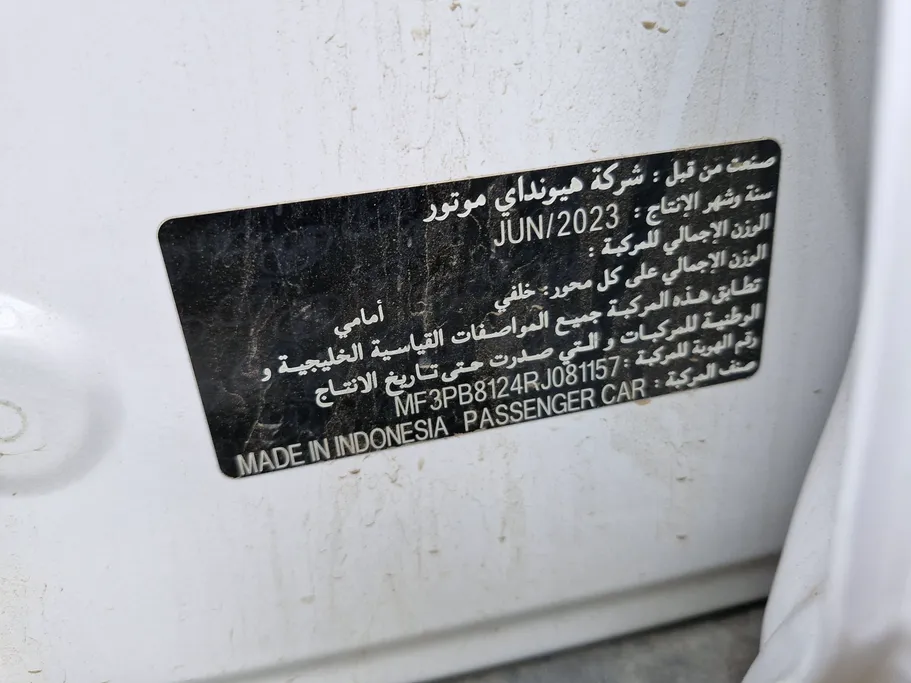 صنعت من قبل : شركة هيونداي موتور
سنة وشهر الإنتاج : JUN/2023
الوزن الإجمالي للمركبة :
الوزن الإجمالي على كل محور: خلفي أمامي
تطابق هذه المركبة جميع المواصفات القياسية الخليجية و
الوطنية للمركبات و التي صدرت حتى تاريخ الانتاج
رقم الهوية للمركبة : MF3PB8124RJ081157
صنف المركبة : PASSENGER CAR MADE IN INDONESIA